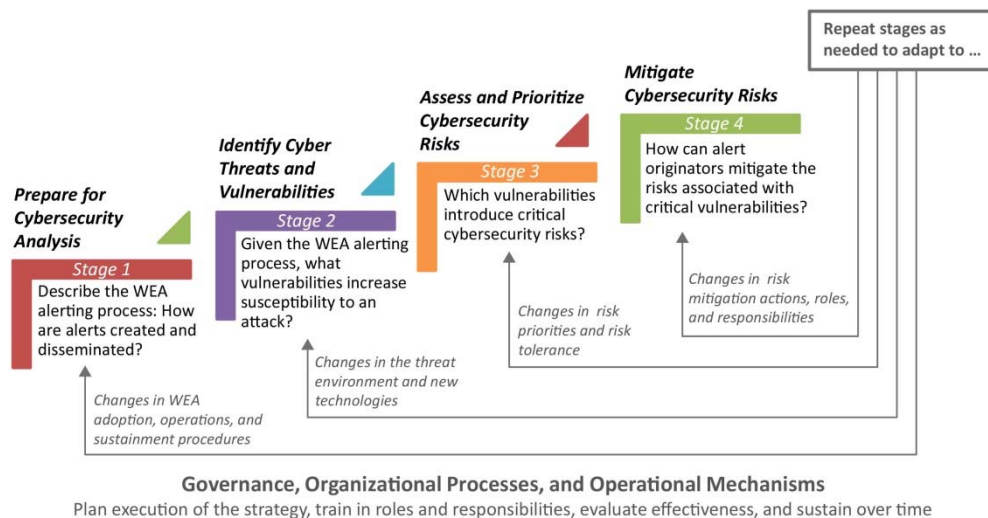 Repeat stages as
needed to adapt to ...
Prepare for
Cybersecurity
Analysis
Stage 1
Describe the WEA
alerting process: How
are alerts created and
disseminated?
Changes in WEA
adoption, operations, and
sustainment procedures
Identify Cyber
Threats and
Vulnerabilities
Stage 2
Given the WEA alerting
process, what
vulnerabilities increase
susceptibility to an
attack?
Changes in the threat
environment and new
technologies
Assess and Prioritize
Cybersecurity
Risks
Stage 3
Which vulnerabilities
introduce critical
cybersecurity risks?
Changes in risk
priorities and risk
tolerance
Mitigate
Cybersecurity Risks
Stage 4
How can alert
originators mitigate the
risks associated with
critical vulnerabilities?
Changes in risk
mitigation actions, roles,
and responsibilities
Governance, Organizational Processes, and Operational Mechanisms
Plan execution of the strategy, train in roles and responsibilities, evaluate effectiveness, and sustain over time